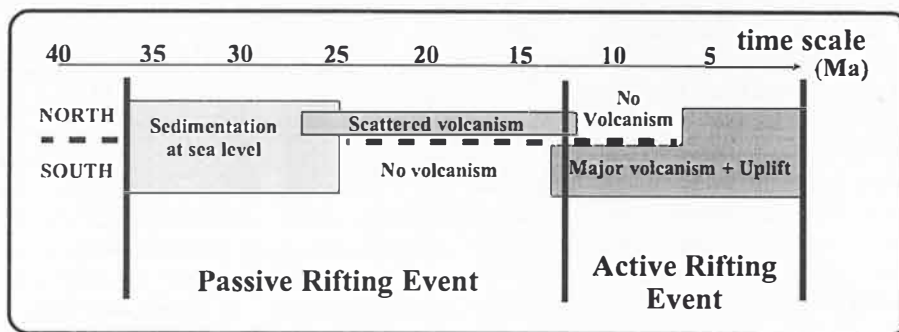 time scale
40 35 30 25 20 15 10 5 (Ma)
NORTH
Sedimentation
at sea level
Scattered volcanism
No
Volcanism
SOUTH
No volcanism
Major volcanism + Uplift
Passive Rifting Event
Active Rifting
Event